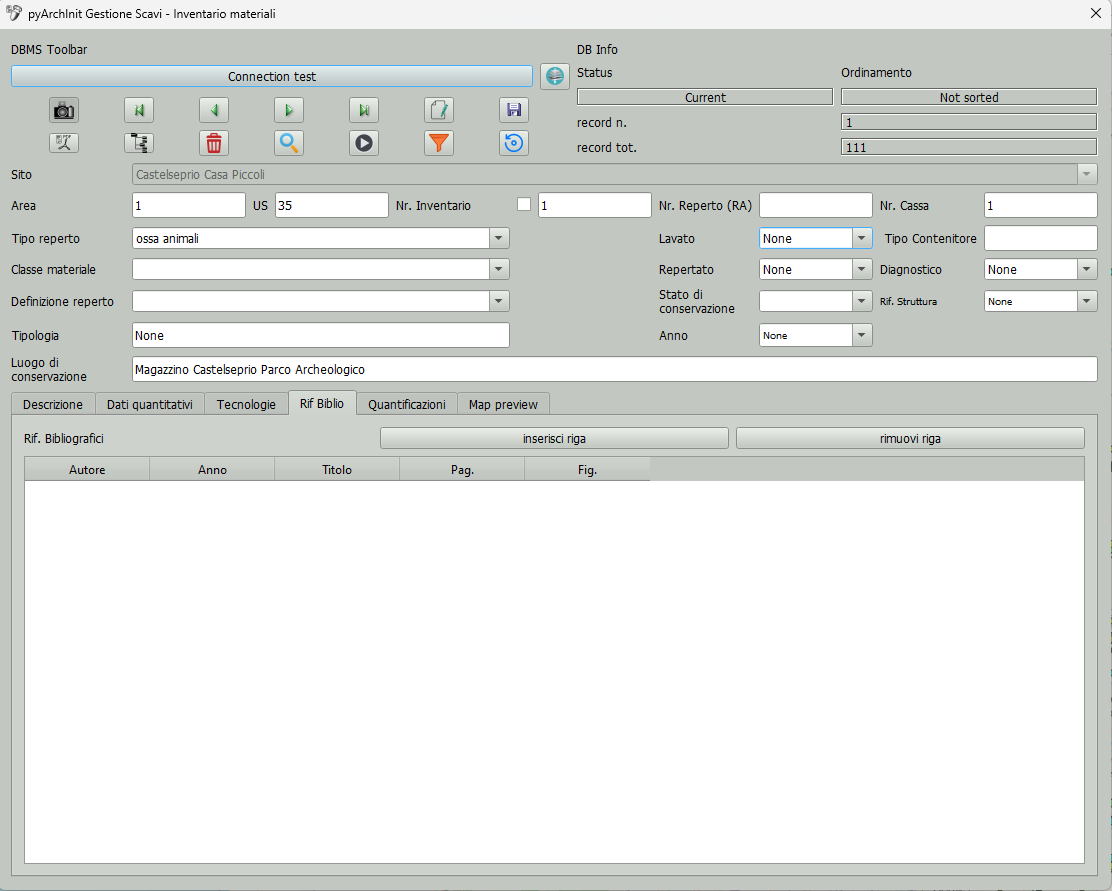 pyArchInit Gestione Scavi - Inventario materiali
DBMS Toolbar
DB Info
Connection test
Status
Ordinamento
Current
Not sorted
record n.
1
record tot.
111
Sito
Castelseprio Casa Piccoli
Area
1
US
35
Nr. Inventario
1
Nr. Reperto (RA)
Nr. Cassa
1
Tipo reperto
ossa animali
Lavato
None
Tipo Contenitore
Classe materiale
Repertato
None
Diagnostico
None
Definizione reperto
Stato di
conservazione
Rif. Struttura
None
Tipologia
None
Anno
None
Luogo di
conservazione
Magazzino Castelseprio Parco Archeologico
Descrizione
Dati quantitativi
Tecnologie
Rif Biblio
Quantificazioni
Map preview
Rif. Bibliografici
inserisci riga
rimuovi riga
Autore
Anno
Titolo
Pag.
Fig.